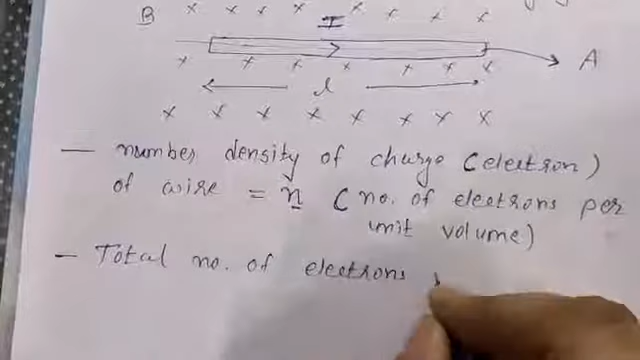 B
I
A
l
— number density of charge (electron)
of wire = n (no. of electrons per
unit volume)
— Total no. of electrons